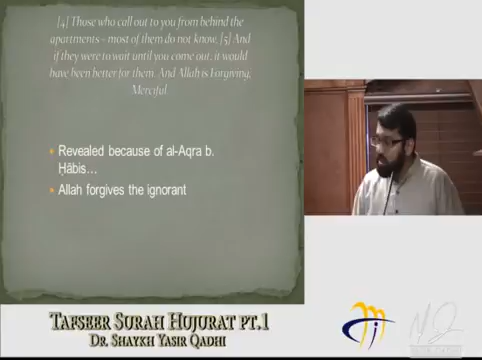 [4] Those who call out to you from behind the
apartments - most of them do not know. [5] And
if they were to wait until you come out, it would
have been better for them. And Allah is Forgiving,
Merciful
• Revealed because of al-Aqra b.
Ḥābis...
• Allah forgives the ignorant
TAFSEER SURAH HUJURAT PT.1
DR. SHAYKH YASIR QADHI